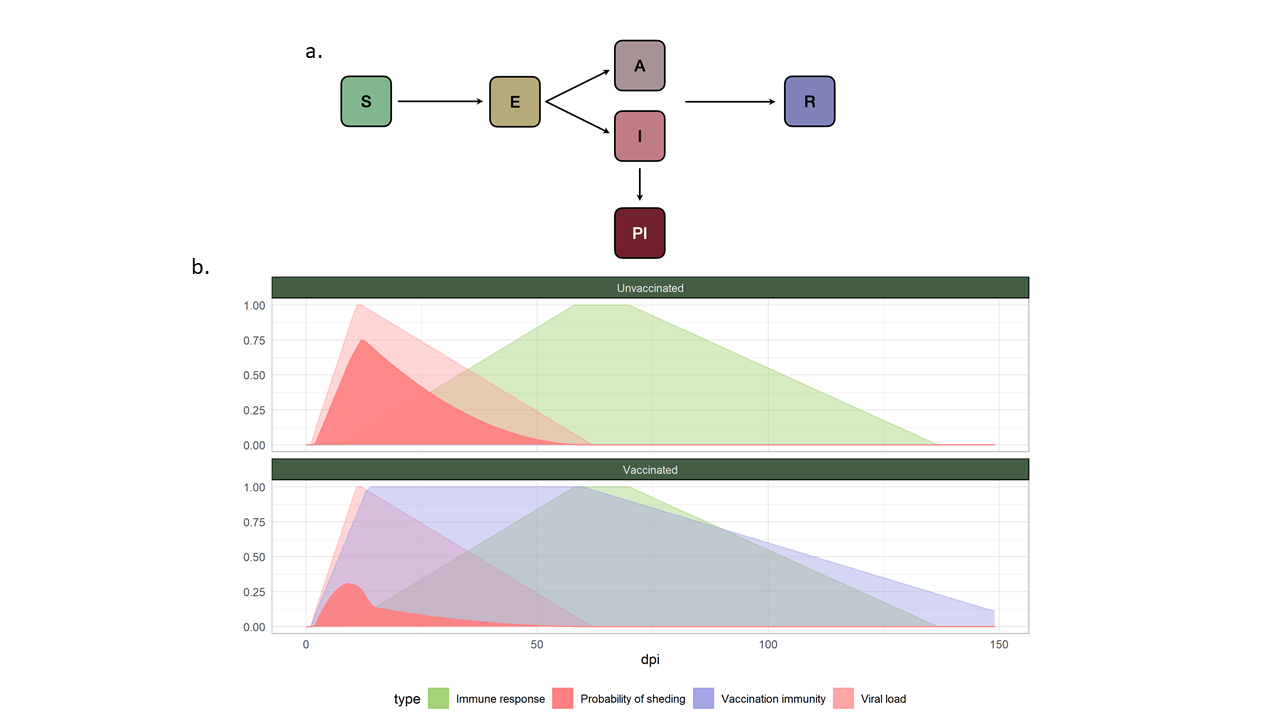 a.
S
E
A
I
R
PI
b.
Unvaccinated
1.00
0.75
0.50
0.25
0.00
Vaccinated
1.00
0.75
0.50
0.25
0.00
0 50 100 150
dpi
type Immune response Probability of sheding Vaccination immunity Viral load